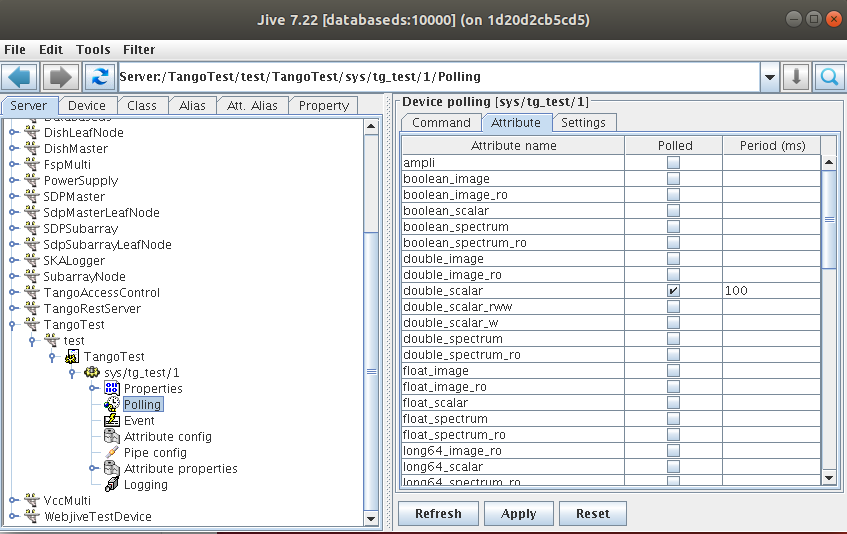 Jive 7.22 [databaseds:10000] (on 1d20d2cb5cd5)
File Edit Tools Filter
Server:/TangoTest/test/TangoTest/sys/tg_test/1/Polling
Server Device Class Alias Att. Alias Property
DishLeafNode
DishMaster
FspMulti
PowerSupply
SDPMaster
SdpMasterLeafNode
SDPSubarray
SdpSubarrayLeafNode
SKALogger
SubarrayNode
TangoAccessControl
TangoRestServer
TangoTest
test
TangoTest
sys/tg_test/1
Properties
Polling
Event
Attribute config
Pipe config
Attribute properties
Logging
VccMulti
WebjiveTestDevice
Device polling [sys/tg_test/1]
Command Attribute Settings
Attribute name Polled Period (ms)
ampli
boolean_image
boolean_image_ro
boolean_scalar
boolean_spectrum
boolean_spectrum_ro
double_image
double_image_ro
double_scalar 100
double_scalar_rww
double_scalar_w
double_spectrum
double_spectrum_ro
float_image
float_image_ro
float_scalar
float_spectrum
float_spectrum_ro
long64_image_ro
long64_scalar
long64_spectrum_ro
Refresh Apply Reset